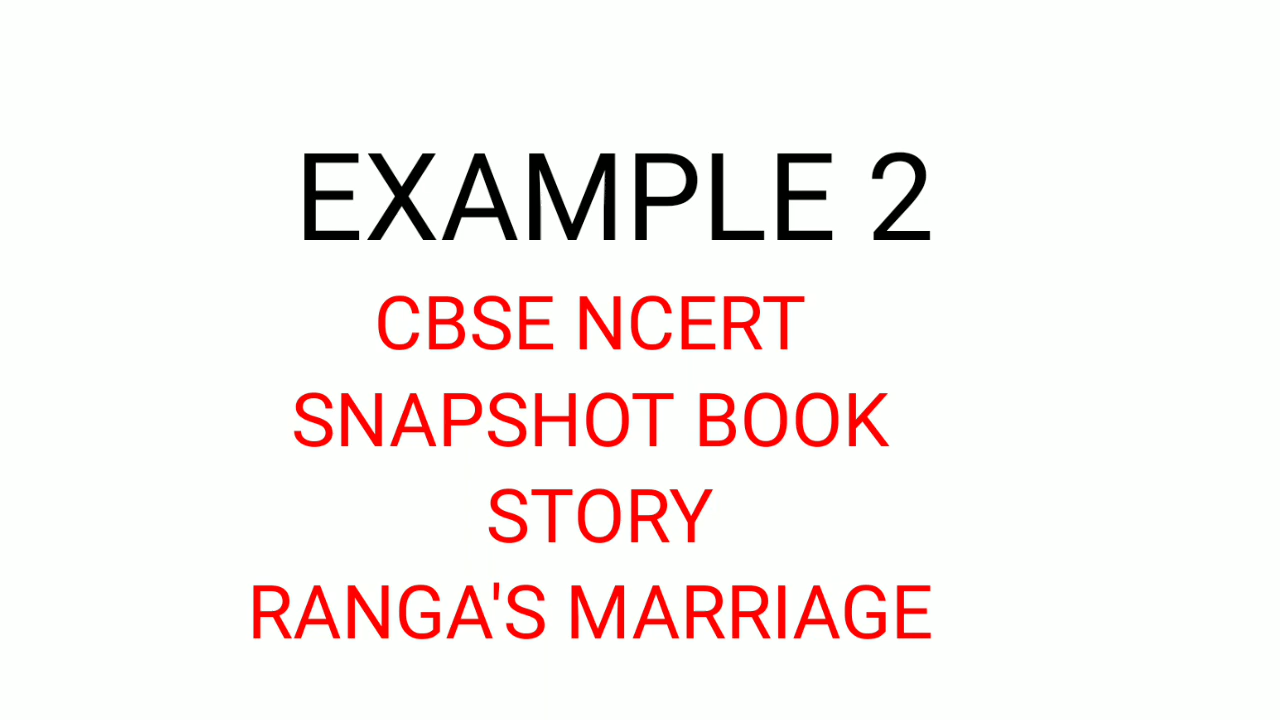 EXAMPLE 2
CBSE NCERT
SNAPSHOT BOOK
STORY
RANGA'S MARRIAGE